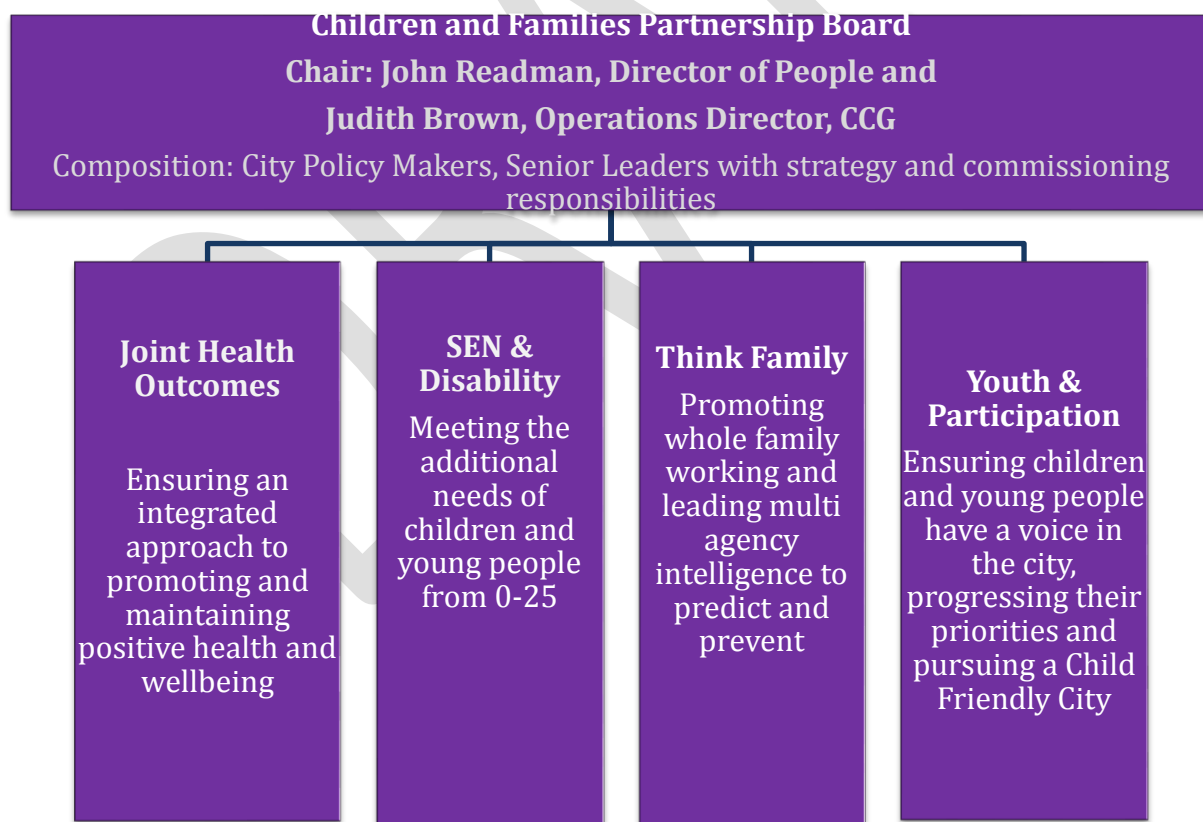 Children and Families Partnership Board
Chair: John Readman, Director of People and
Judith Brown, Operations Director, CCG
Composition: City Policy Makers, Senior Leaders with strategy and commissioning
responsibilities
Joint Health
Outcomes
Ensuring an
integrated
approach to
promoting and
maintaining
positive health and
wellbeing
SEN &
Disability
Meeting the
additional
needs of
children and
young people
from 0-25
Think Family
Promoting
whole family
working and
leading multi
agency
intelligence to
predict and
prevent
Youth &
Participation
Ensuring children
and young people
have a voice in
the city,
progressing their
priorities and
pursuing a Child
Friendly City